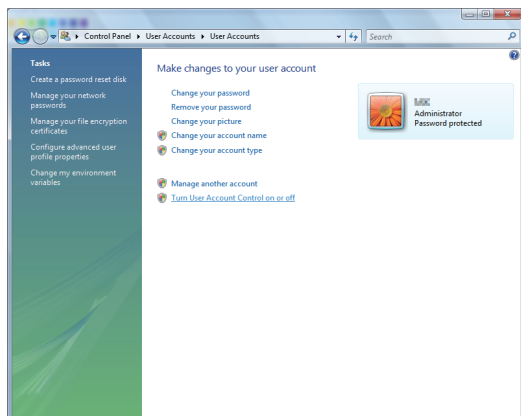 Control Panel ▸ User Accounts ▸ User Accounts
Search
Tasks
Create a password reset disk
Manage your network
passwords
Manage your file encryption
certificates
Configure advanced user
profile properties
Change my environment
variables
Make changes to your user account
Change your password
Remove your password
Change your picture
Change your account name
Change your account type
Manage another account
Turn User Account Control on or off
Administrator
Password protected